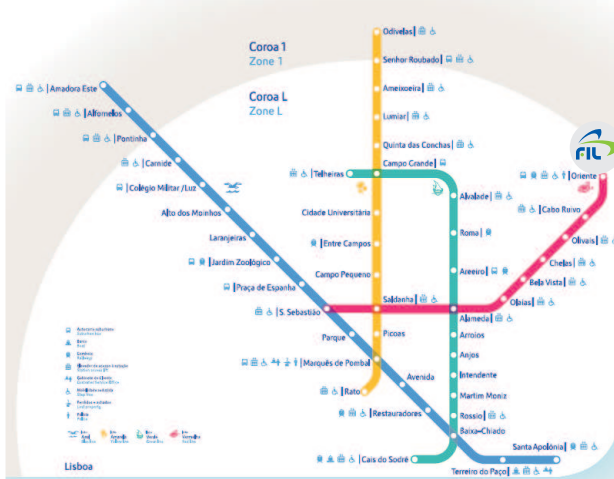 Coroa 1
Zone 1
Coroa L
Zone L
Odivelas
Senhor Roubado
Ameixoeira
Lumiar
Quinta das Conchas
Campo Grande
Telheiras
Cidade Universitária
Entre Campos
Campo Pequeno
Saldanha
Picoas
Marquês de Pombal
Rato
Amadora Este
Alfornelos
Pontinha
Carnide
Colégio Militar /Luz
Alto dos Moinhos
Laranjeiras
Jardim Zoológico
Praça de Espanha
S. Sebastião
Parque
Avenida
Restauradores
Baixa-Chiado
Terreiro do Paço
Santa Apolónia
FIL
Oriente
Cabo Ruivo
Olivais
Chelas
Bela Vista
Olaias
Alameda
Alvalade
Roma
Areeiro
Arroios
Anjos
Intendente
Martim Moniz
Rossio
Cais do Sodré
Lisboa